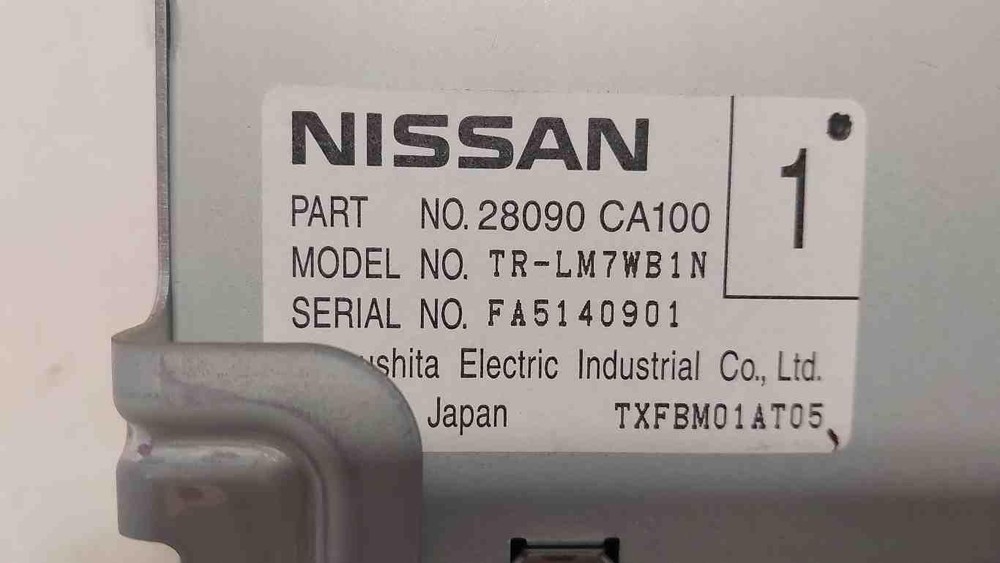 NISSAN
1
PART NO. 28090 CA100
MODEL NO. TR-LM7WB1N
SERIAL NO. FA5140901
ushita Electric Industrial Co., Ltd.
Japan TXFBM01AT05